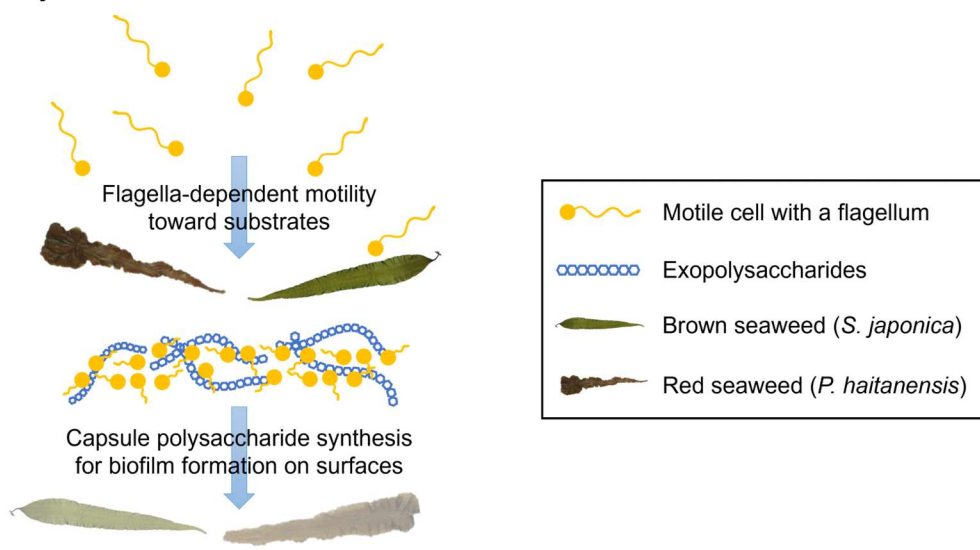 Flagella-dependent motility
toward substrates
Capsule polysaccharide synthesis
for biofilm formation on surfaces
Motile cell with a flagellum
Exopolysaccharides
Brown seaweed (S. japonica)
Red seaweed (P. haitanensis)